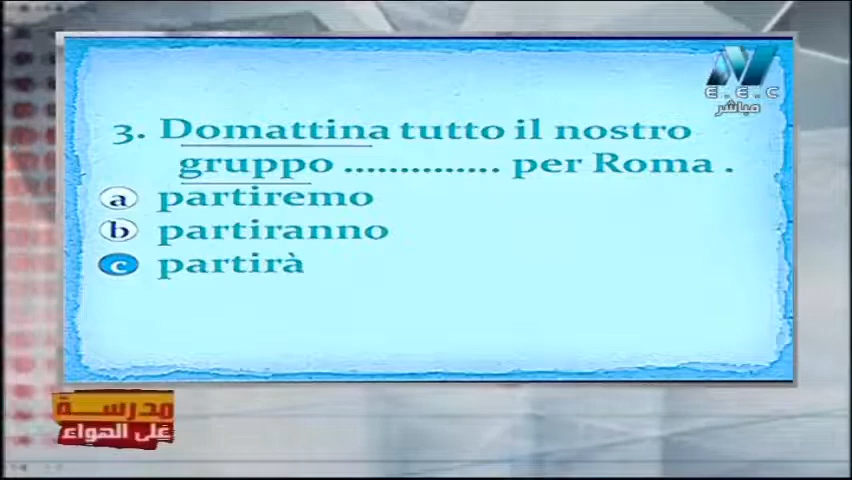 E.E.C
مباشر
3. Domattina tutto il nostro
gruppo .............. per Roma .
a partiremo
b partiranno
c partirà
مدرسة
على الهواء